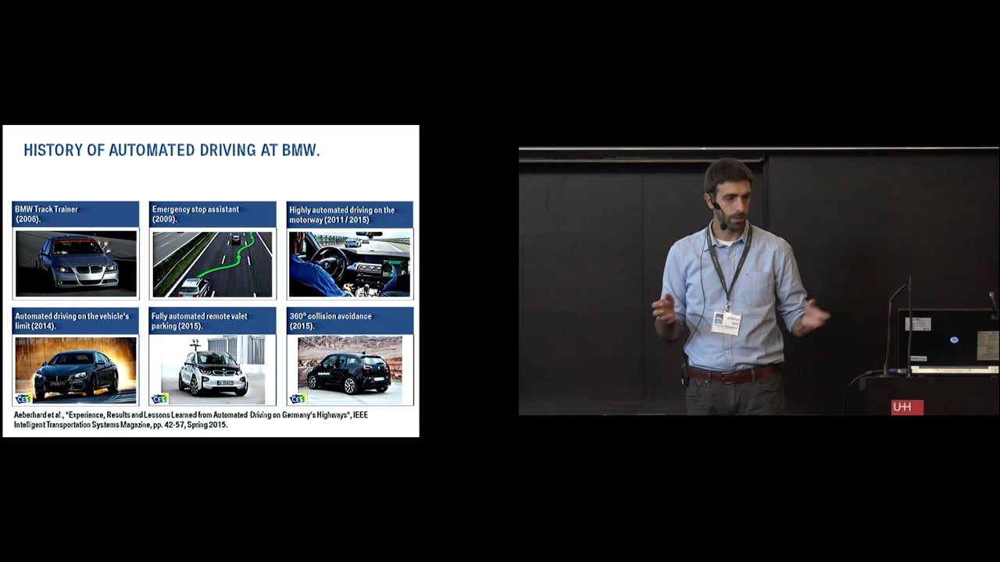 HISTORY OF AUTOMATED DRIVING AT BMW.
BMW Track Trainer
(2006).
Emergency stop assistant
(2009).
Highly automated driving on the
motorway (2011 / 2015)
Automated driving on the vehicle's
limit (2014).
Fully automated remote valet
parking (2015).
360° collision avoidance
(2015).
CES
CES
CES
Aeberhard et al., "Experience, Results and Lessons Learned from Automated Driving on Germany's Highways", IEEE
Intelligent Transportation Systems Magazine, pp. 42-57, Spring 2015.
hp